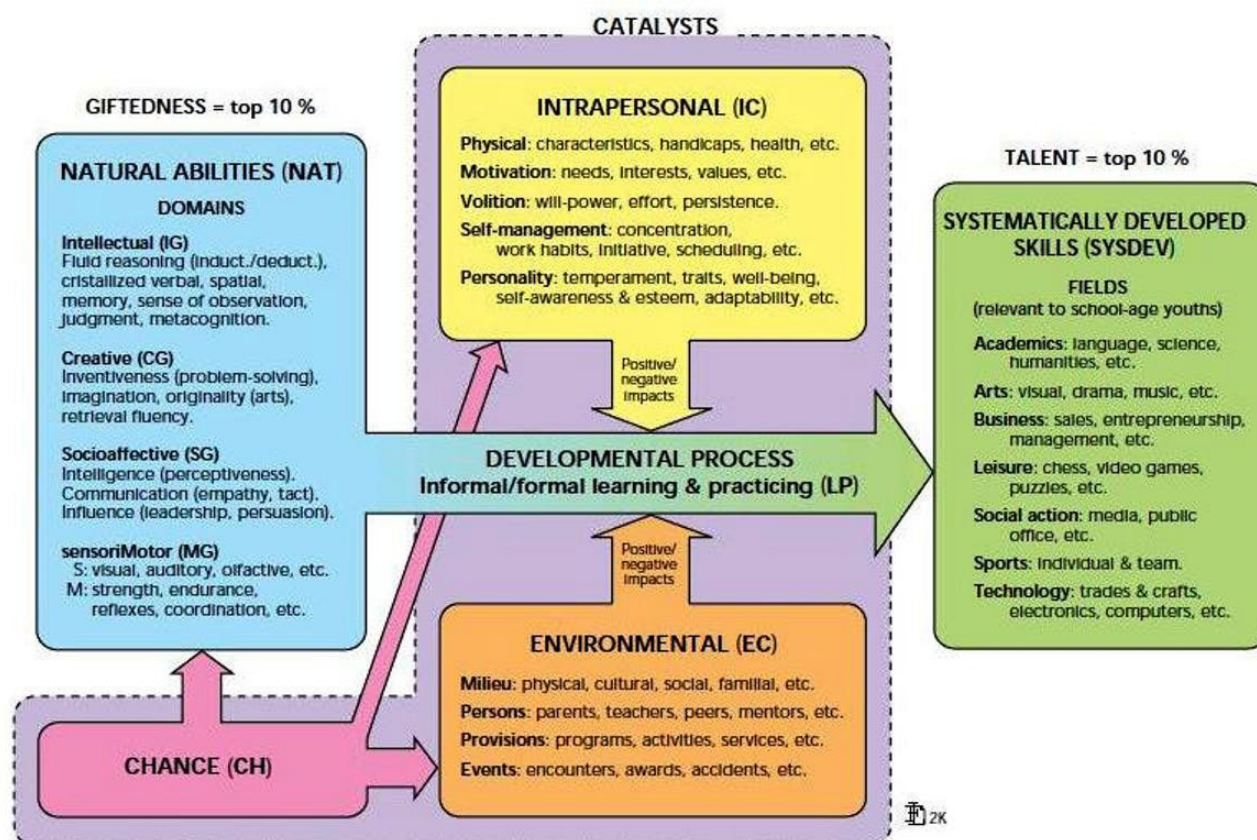 CATALYSTS
GIFTEDNESS = top 10 %
NATURAL ABILITIES (NAT)
DOMAINS
Intellectual (IG)
Fluid reasoning (induct./deduct.),
cristallized verbal, spatial,
memory, sense of observation,
judgment, metacognition.
Creative (CG)
Inventiveness (problem-solving),
imagination, originality (arts),
retrieval fluency.
Socioaffective (SG)
Intelligence (perceptiveness).
Communication (empathy, tact).
Influence (leadership, persuasion).
sensoriMotor (MG)
S: visual, auditory, olfactive, etc.
M: strength, endurance,
reflexes, coordination, etc.
INTRAPERSONAL (IC)
Physical: characteristics, handicaps, health, etc.
Motivation: needs, interests, values, etc.
Volition: will-power, effort, persistence.
Self-management: concentration,
work habits, initiative, scheduling, etc.
Personality: temperament, traits, well-being,
self-awareness & esteem, adaptability, etc.
Positive/
negative
impacts
DEVELOPMENTAL PROCESS
Informal/formal learning & practicing (LP)
Positive/
negative
impacts
ENVIRONMENTAL (EC)
Milieu: physical, cultural, social, familial, etc.
Persons: parents, teachers, peers, mentors, etc.
Provisions: programs, activities, services, etc.
Events: encounters, awards, accidents, etc.
CHANCE (CH)
TALENT = top 10 %
SYSTEMATICALLY DEVELOPED
SKILLS (SYSDEV)
FIELDS
(relevant to school-age youths)
Academics: language, science,
humanities, etc.
Arts: visual, drama, music, etc.
Business: sales, entrepreneurship,
management, etc.
Leisure: chess, video games,
puzzles, etc.
Social action: media, public
office, etc.
Sports: individual & team.
Technology: trades & crafts,
electronics, computers, etc.
2K